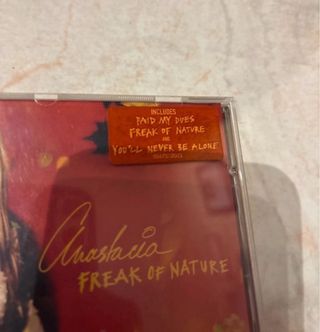 INCLUDES
PAID MY DUES
FREAK OF NATURE
AND
YOU'LL NEVER BE ALONE
Anastacia
FREAK OF NATURE